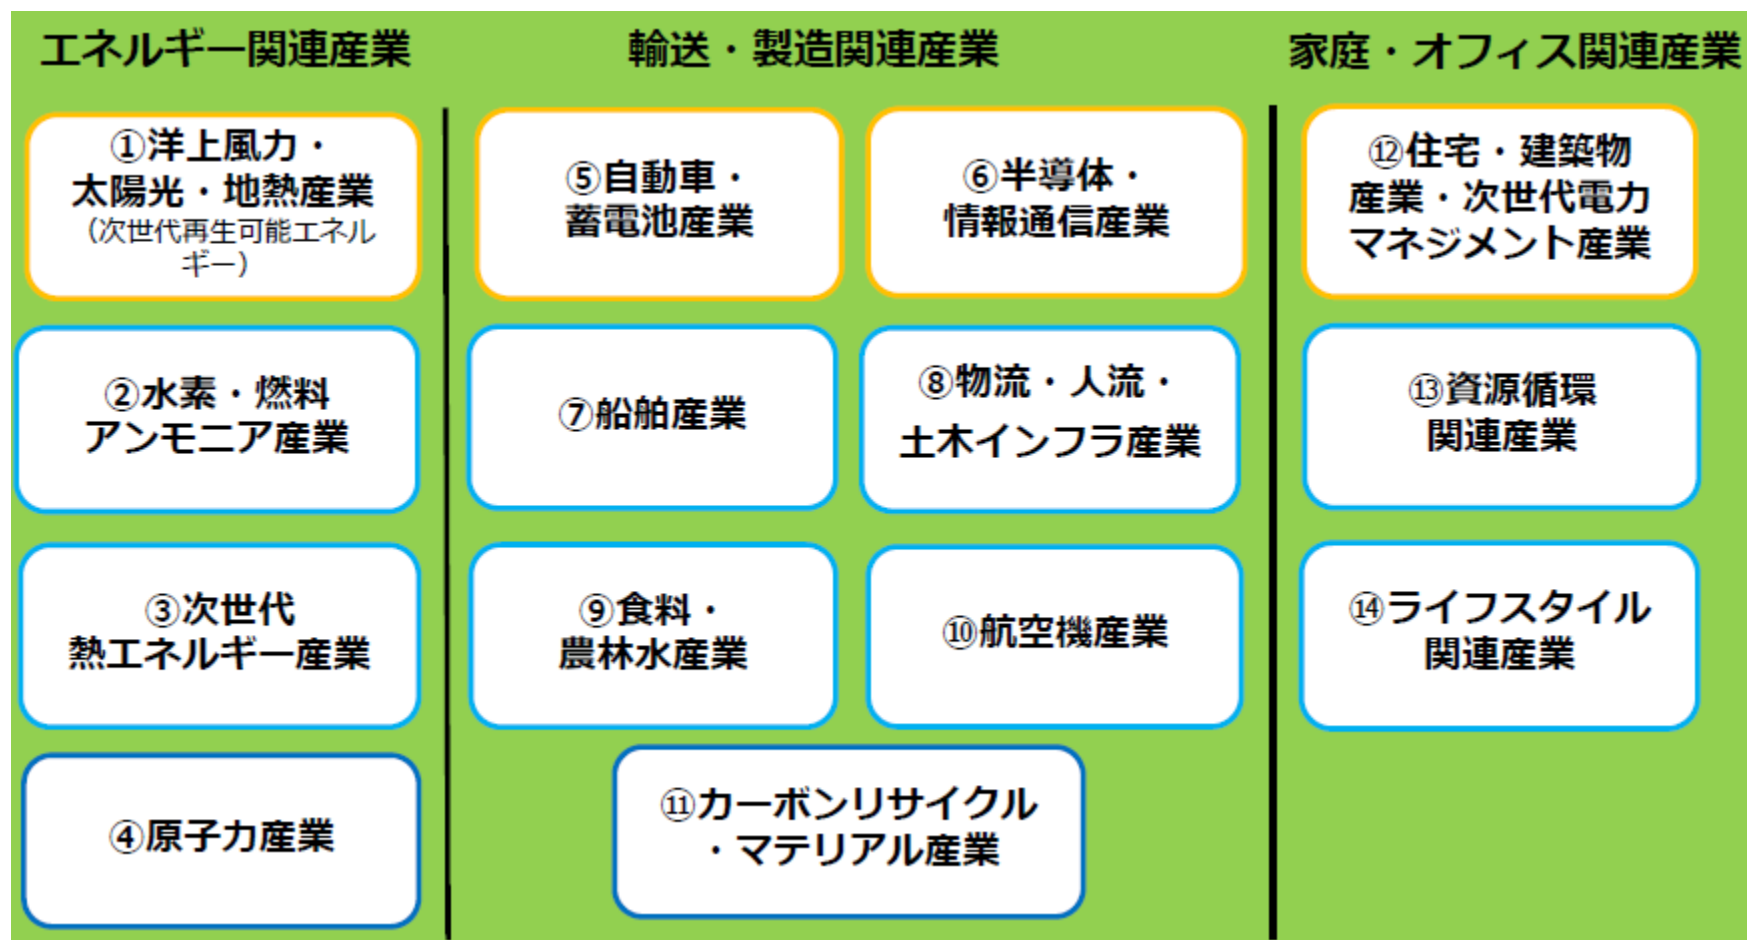 エネルギー関連産業
①洋上風力・
太陽光・地熱産業
（次世代再生可能エネル
ギー）
②水素・燃料
アンモニア産業
③次世代
熱エネルギー産業
④原子力産業
輸送・製造関連産業
⑤自動車・
蓄電池産業
⑥半導体・
情報通信産業
⑦船舶産業
⑧物流・人流・
土木インフラ産業
⑨食料・
農林水産業
⑩航空機産業
⑪カーボンリサイクル
・マテリアル産業
家庭・オフィス関連産業
⑫住宅・建築物
産業・次世代電力
マネジメント産業
⑬資源循環
関連産業
⑭ライフスタイル
関連産業